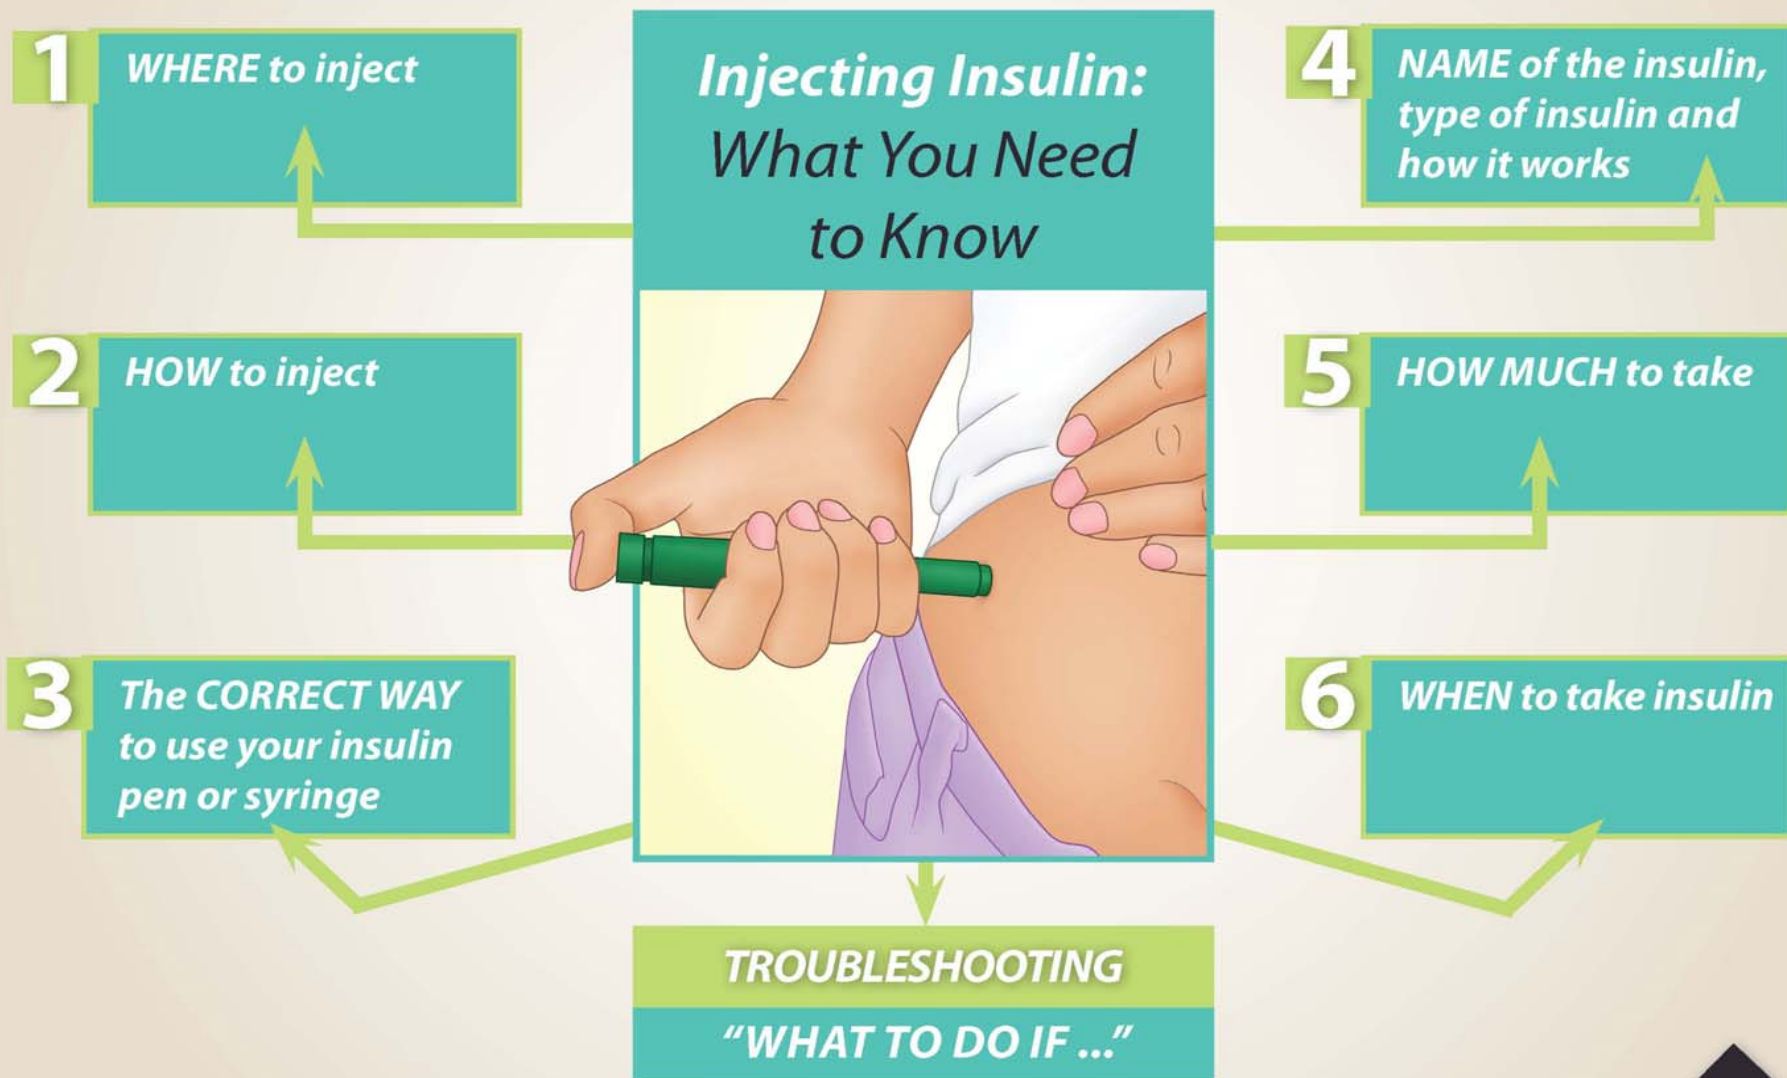 1
WHERE to inject
2
HOW to inject
3
The CORRECT WAY
to use your insulin
pen or syringe
Injecting Insulin:
What You Need
to Know
4
NAME of the insulin,
type of insulin and
how it works
5
HOW MUCH to take
6
WHEN to take insulin
TROUBLESHOOTING
“WHAT TO DO IF ...”